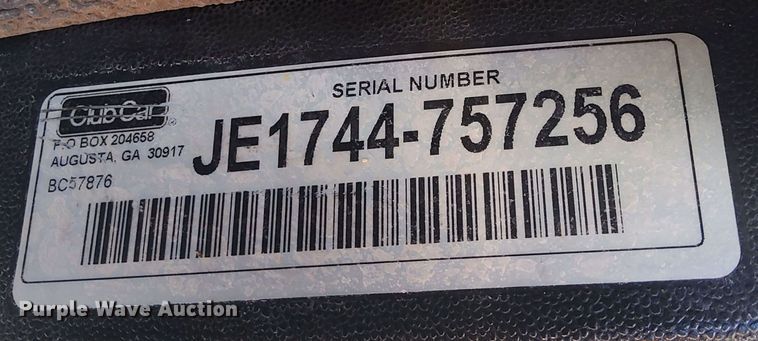 SERIAL NUMBER
Club Car®
P.O BOX 204658
AUGUSTA, GA 30917
JE1744-757256
BC57876
Purple Wave Auction